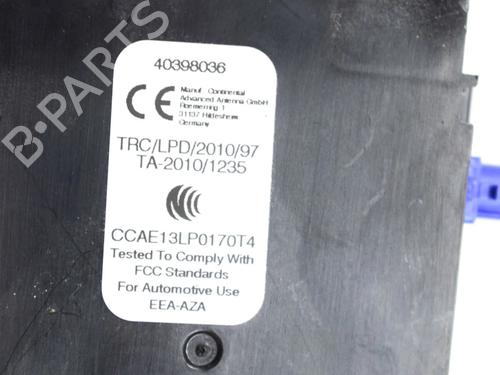 40398036
CE
Manuf. Continental
Advanced Antenna GmbH
Roemerring 1
31137 Hildesheim
Germany
TRC/LPD/2010/97
TA-2010/1235
CCAE13LP0170T4
Tested To Comply With
FCC Standards
For Automotive Use
EEA-AZA
B-PARTS